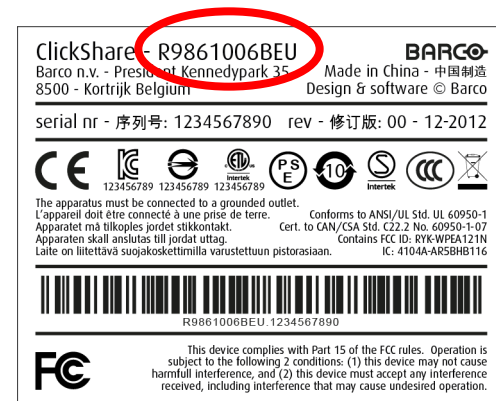 ClickShare - R9861006BEU
BARCO
Barco n.v. - President Kennedypark 35
Made in China - 中国制造
8500 - Kortrijk Belgium
Design & software © Barco
serial nr - 序列号: 1234567890 rev - 修订版: 00 - 12-2012
CE
KC
123456789
123456789
ETL
Intertek
123456789
PS
E
10
S
Intertek
CCC
The apparatus must be connected to a grounded outlet.
L'appareil doit être connecté à une prise de terre.
Apparatet må tilkoples jordet stikkontakt.
Apparaten skall anslutas till jordat uttag.
Laite on liitettävä suojakoskettimilla varustettuun pistorasiaan.
Conforms to ANSI/UL Std. UL 60950-1
Cert. to CAN/CSA Std. C22.2 No. 60950-1-07
Contains FCC ID: RYK-WPEA121N
IC: 4104A-AR5BHB116
R9861006BEU.1234567890
FC
This device complies with Part 15 of the FCC rules. Operation is
subject to the following 2 conditions: (1) this device may not cause
harmfull interference, and (2) this device must accept any interference
received, including interference that may cause undesired operation.